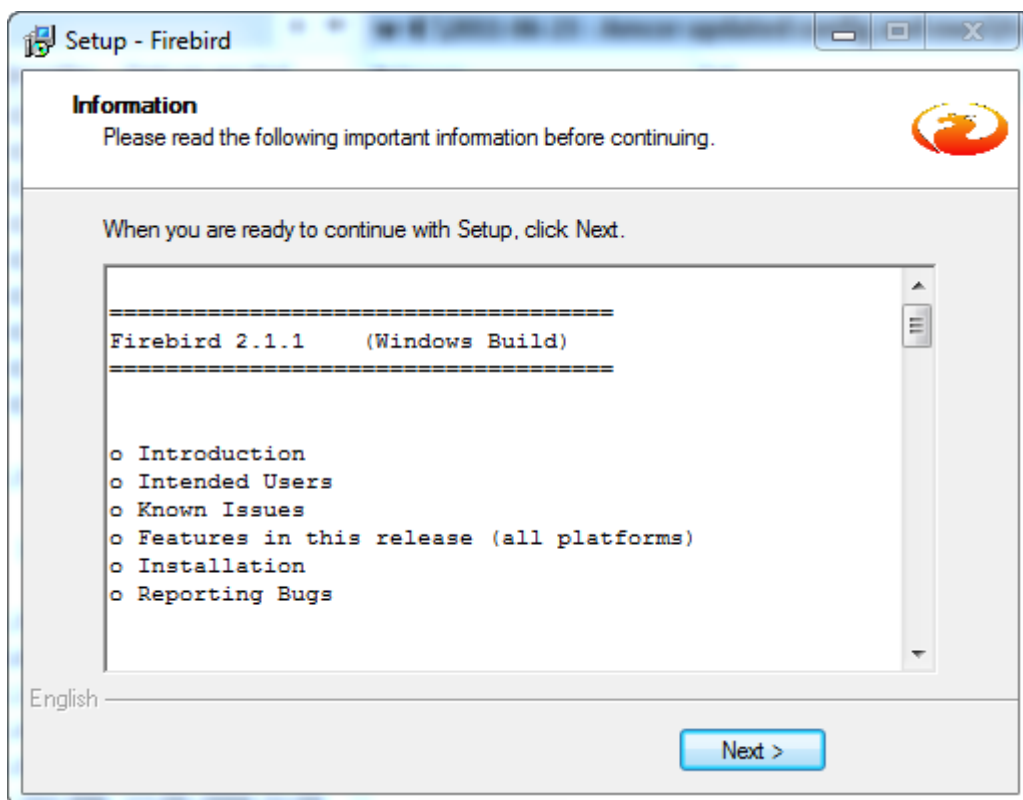 Setup - Firebird
Information
Please read the following important information before continuing.
When you are ready to continue with Setup, click Next.
====================================
Firebird 2.1.1    (Windows Build)
====================================
o Introduction
o Intended Users
o Known Issues
o Features in this release (all platforms)
o Installation
o Reporting Bugs
English
Next >